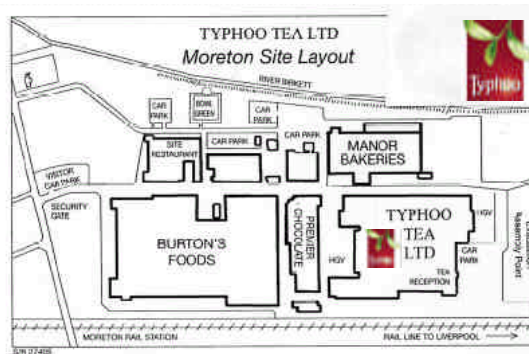 TYPHOO TEA LTD
Moreton Site Layout
Typhoo
RIVER BIRKETT
CAR
PARK
BOWL
GREEN
CAR
PARK
SITE
RESTAURANT
CAR PARK
CAR PARK
MANOR
BAKERIES
VISITOR
CAR PARK
SECURITY
GATE
BURTON'S
FOODS
PREMIER
CHOCOLATE
TYPHOO
TEA
LTD
HGV
HGV
CAR
PARK
TEA
RECEPTION
Assembly Point
MORETON RAIL STATION
RAIL LINE TO LIVERPOOL